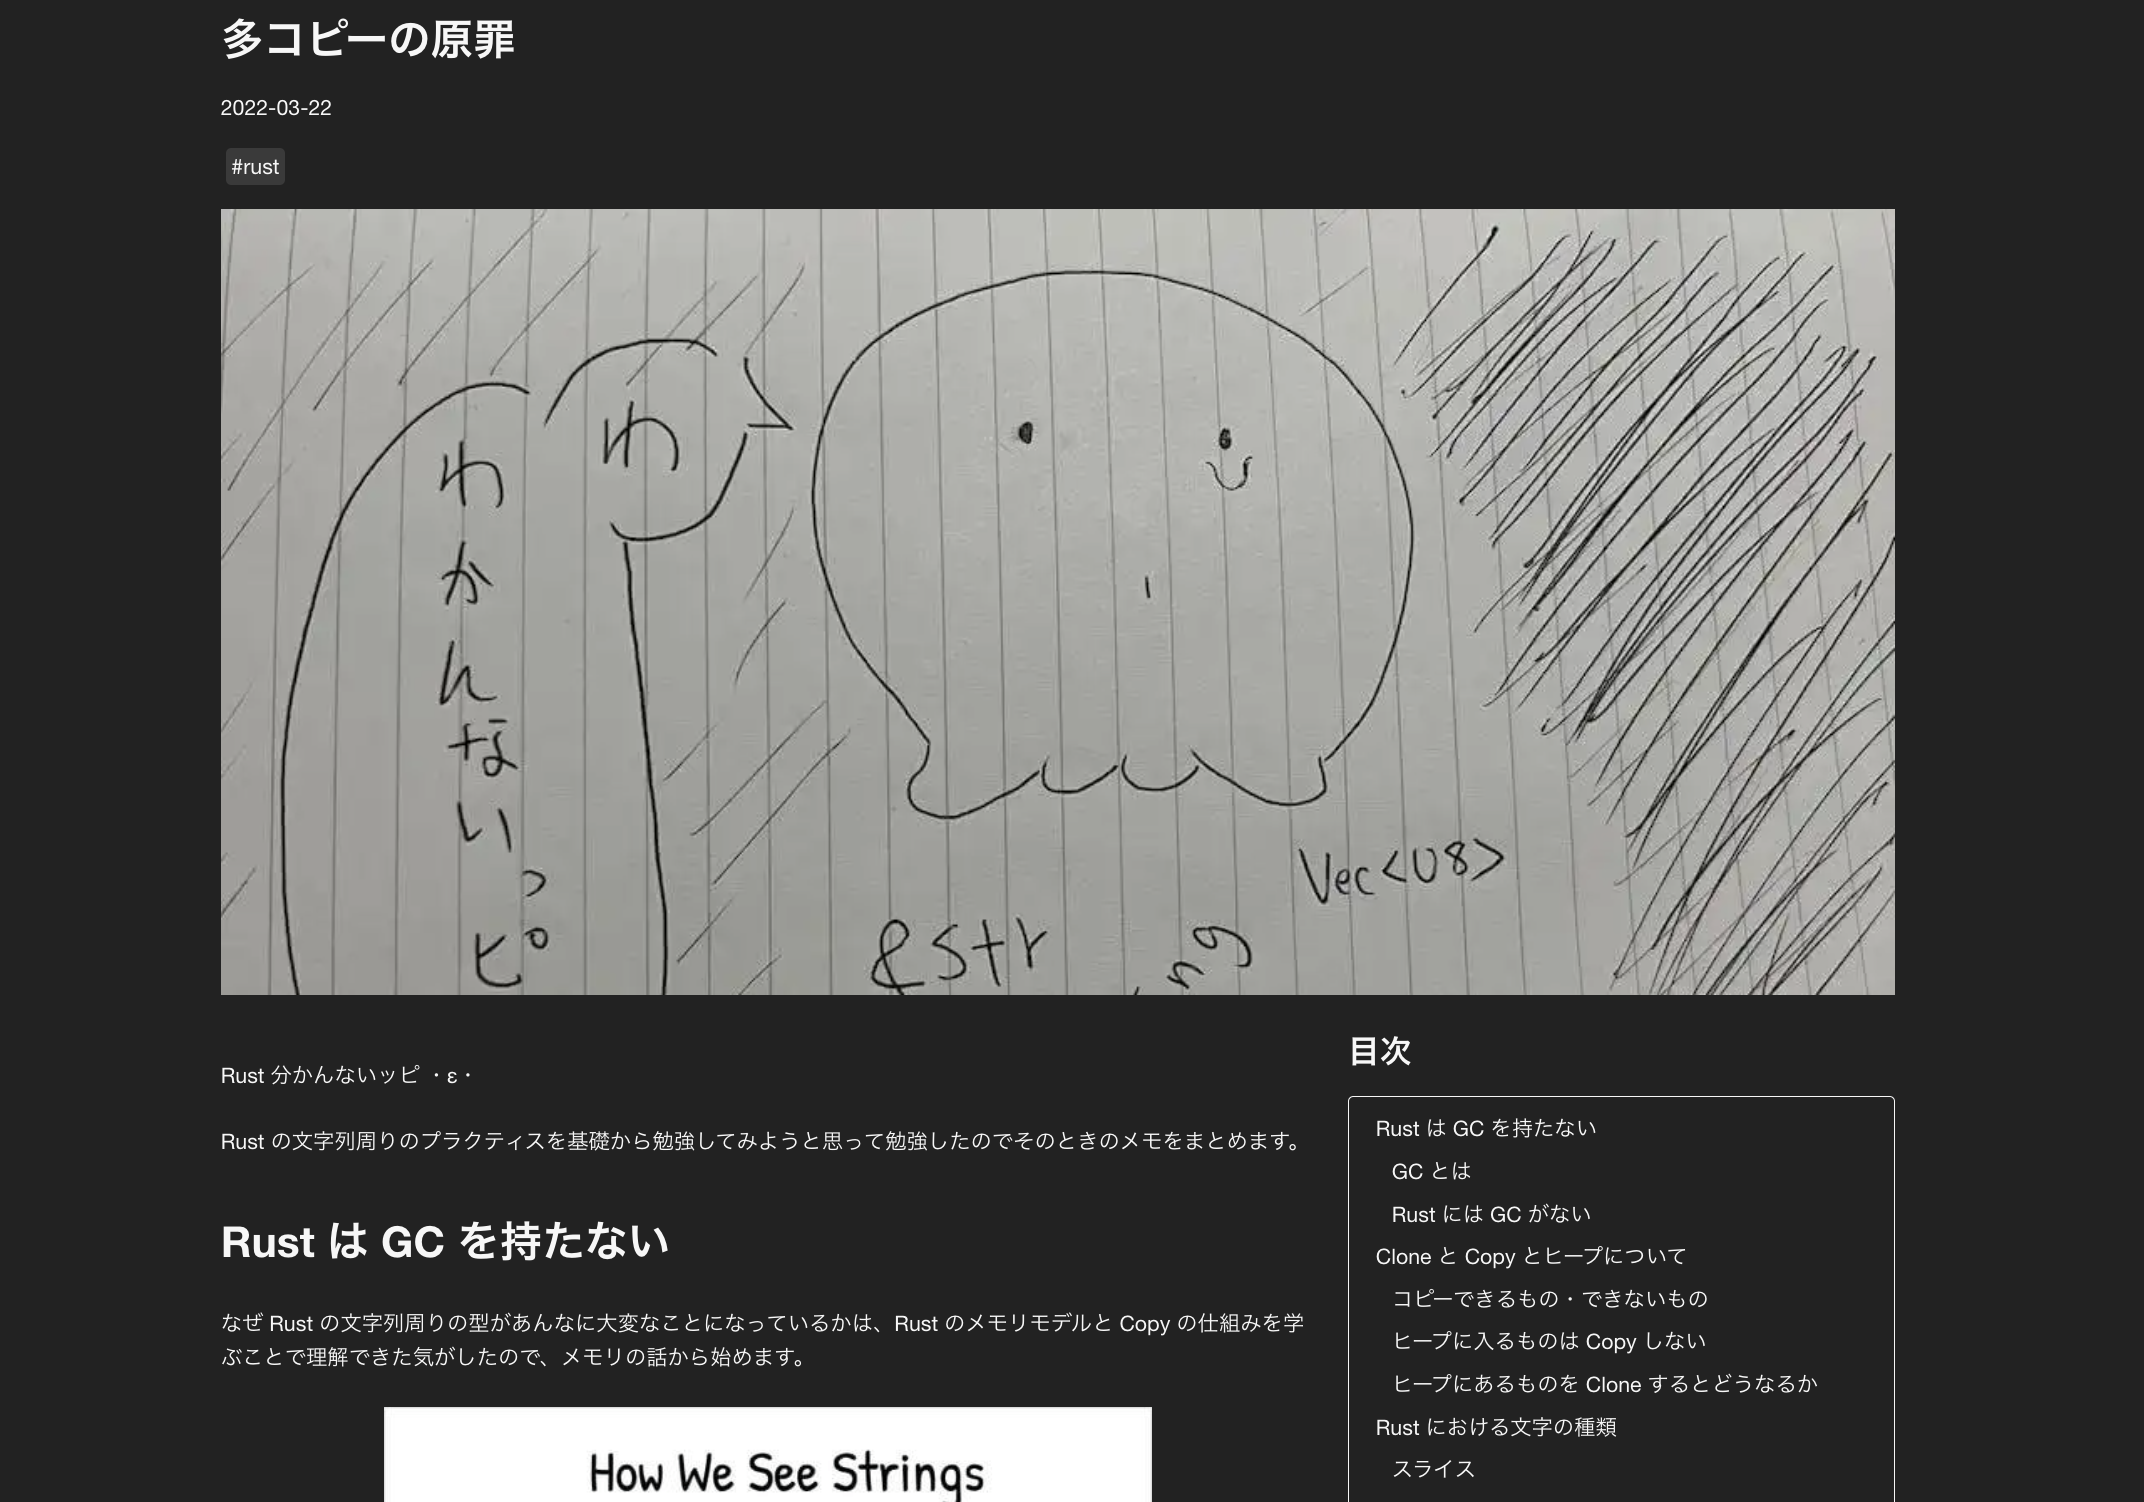 多コピーの原罪
2022-03-22
#rust
わ
わかんないっピ
Vec<U8>
&str
ng
Rust 分かんないッピ ・ε・
Rust の文字列周りのプラクティスを基礎から勉強してみようと思って勉強したのでそのときのメモをまとめます。
Rust は GC を持たない
なぜ Rust の文字列周りの型があんなに大変なことになっているかは、Rust のメモリモデルと Copy の仕組みを学
ぶことで理解できた気がしたので、メモリの話から始めます。
How We See Strings
目次
Rust は GC を持たない
GC とは
Rust には GC がない
Clone と Copy とヒープについて
コピーできるもの・できないもの
ヒープに入るものは Copy しない
ヒープにあるものを Clone するとどうなるか
Rust における文字の種類
スライス